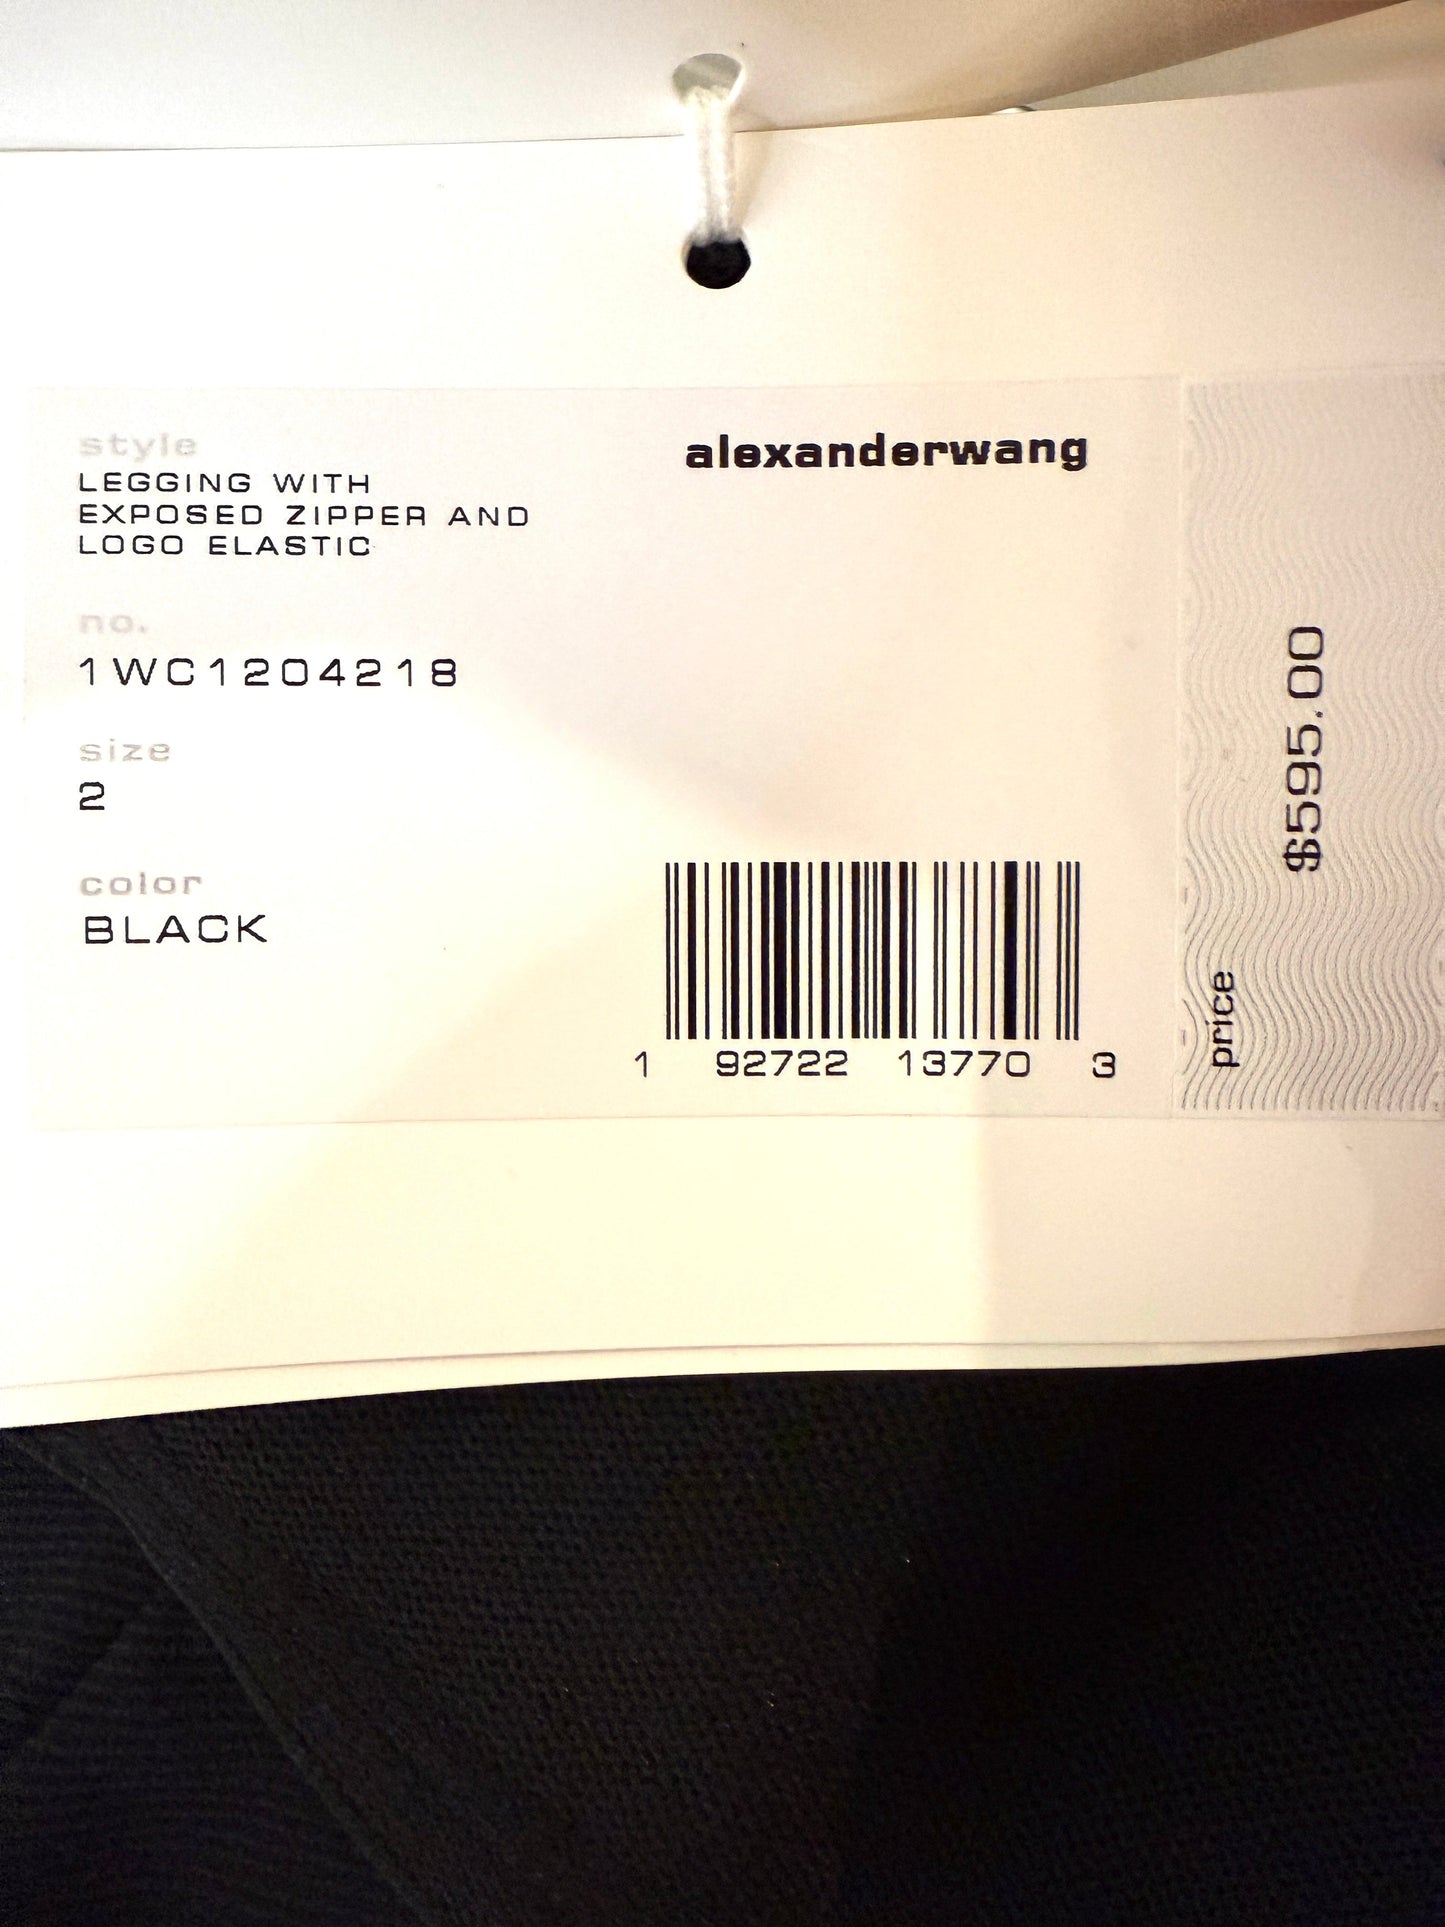 style
LEGGING WITH
EXPOSED ZIPPER AND
LOGO ELASTIC
no.
1WC1204218
size
2
color
BLACK
alexanderwang
1 92722 13770 3
price
$595.00